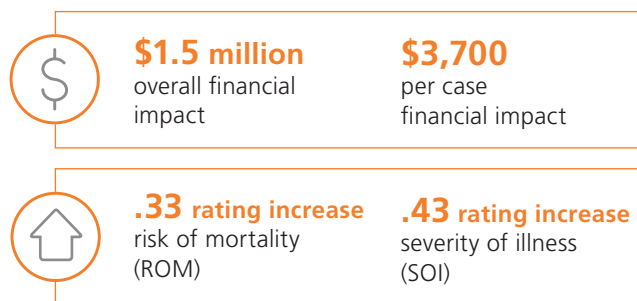 $1.5 million
overall financial
impact
$3,700
per case
financial impact
.33 rating increase
risk of mortality
(ROM)
.43 rating increase
severity of illness
(SOI)